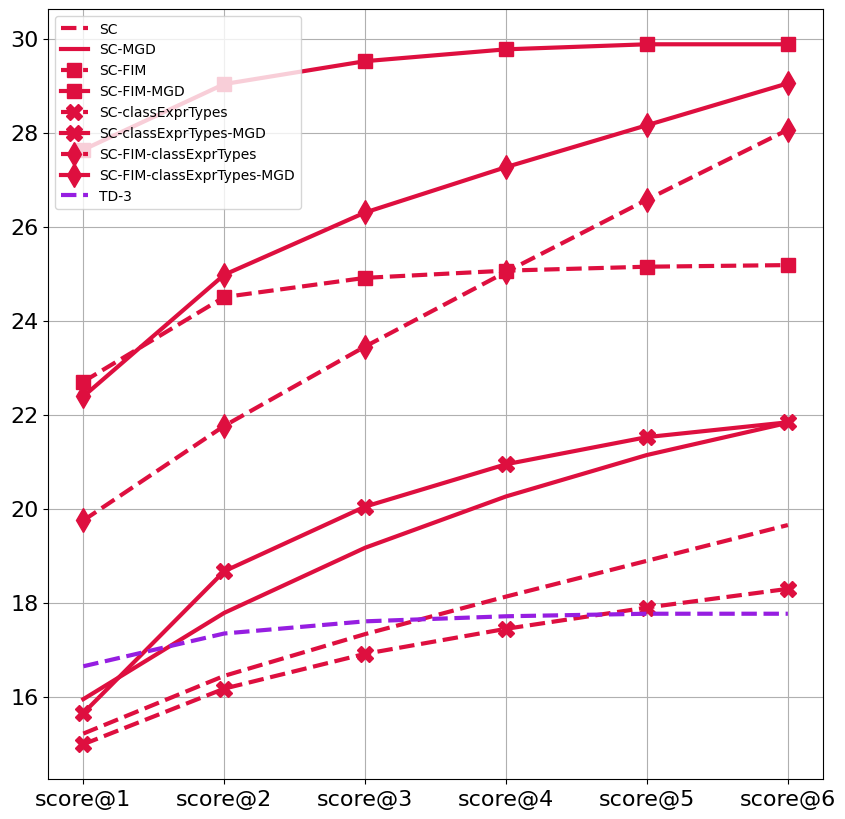 30
28
26
24
22
20
18
16
SC
SC-MGD
SC-FIM
SC-FIM-MGD
SC-classExprTypes
SC-classExprTypes-MGD
SC-FIM-classExprTypes
SC-FIM-classExprTypes-MGD
TD-3
score@1 score@2 score@3 score@4 score@5 score@6